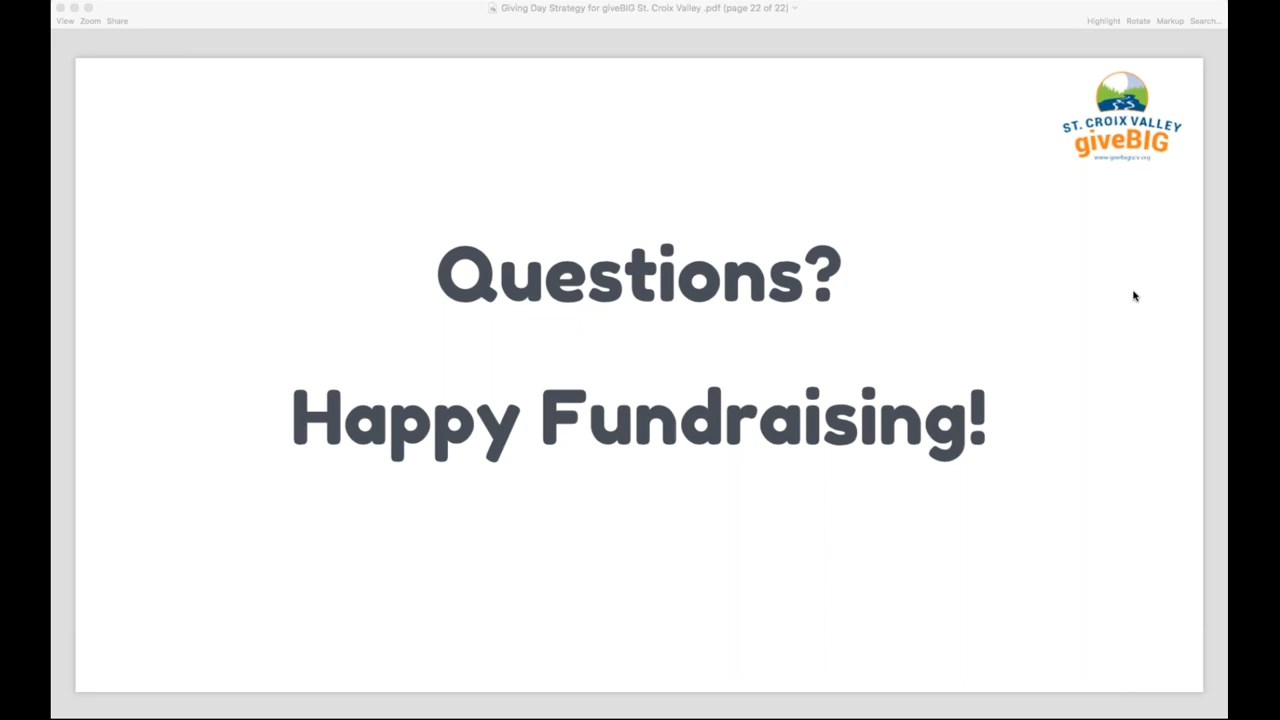 Giving Day Strategy for giveBIG St. Croix Valley .pdf (page 22 of 22)
View Zoom Share
Highlight Rotate Markup Search...
ST. CROIX VALLEY
giveBIG
Questions?
Happy Fundraising!